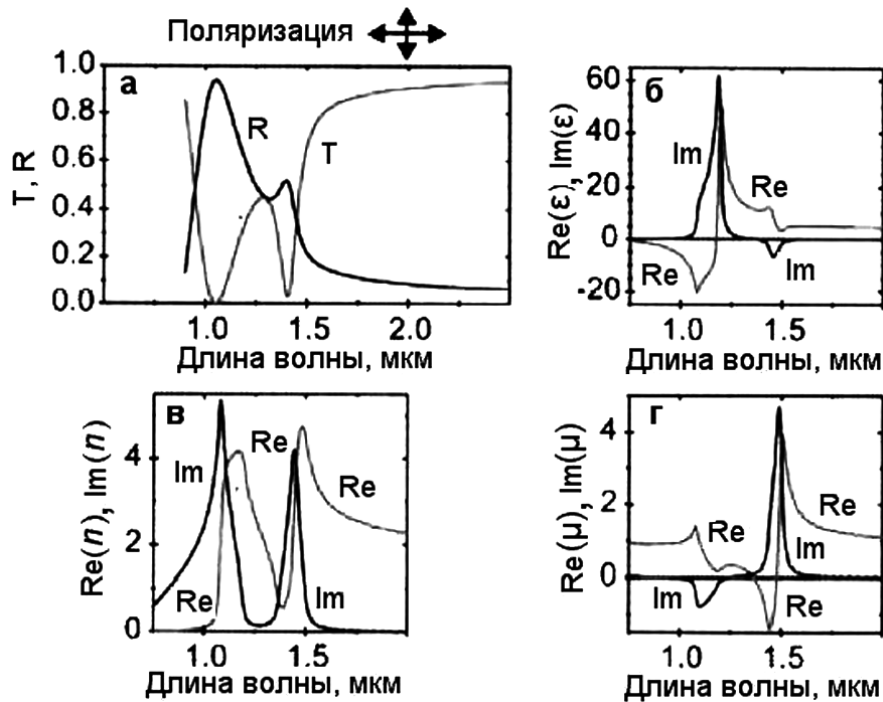 Поляризация
а
T, R
1.0
0.8
0.6
0.4
0.2
0.0
R
T
1.0
1.5
2.0
Длина волны, мкм
б
Re(ε), Im(ε)
60
40
20
0
-20
Im
Re
Re
Im
1.0
1.5
Длина волны, мкм
в
Re(n), Im(n)
4
2
0
Im
Re
Re
Re
Im
1.0
1.5
Длина волны, мкм
г
Re(μ), Im(μ)
4
2
0
Re
Re
Im
Im
Re
1.0
1.5
Длина волны, мкм